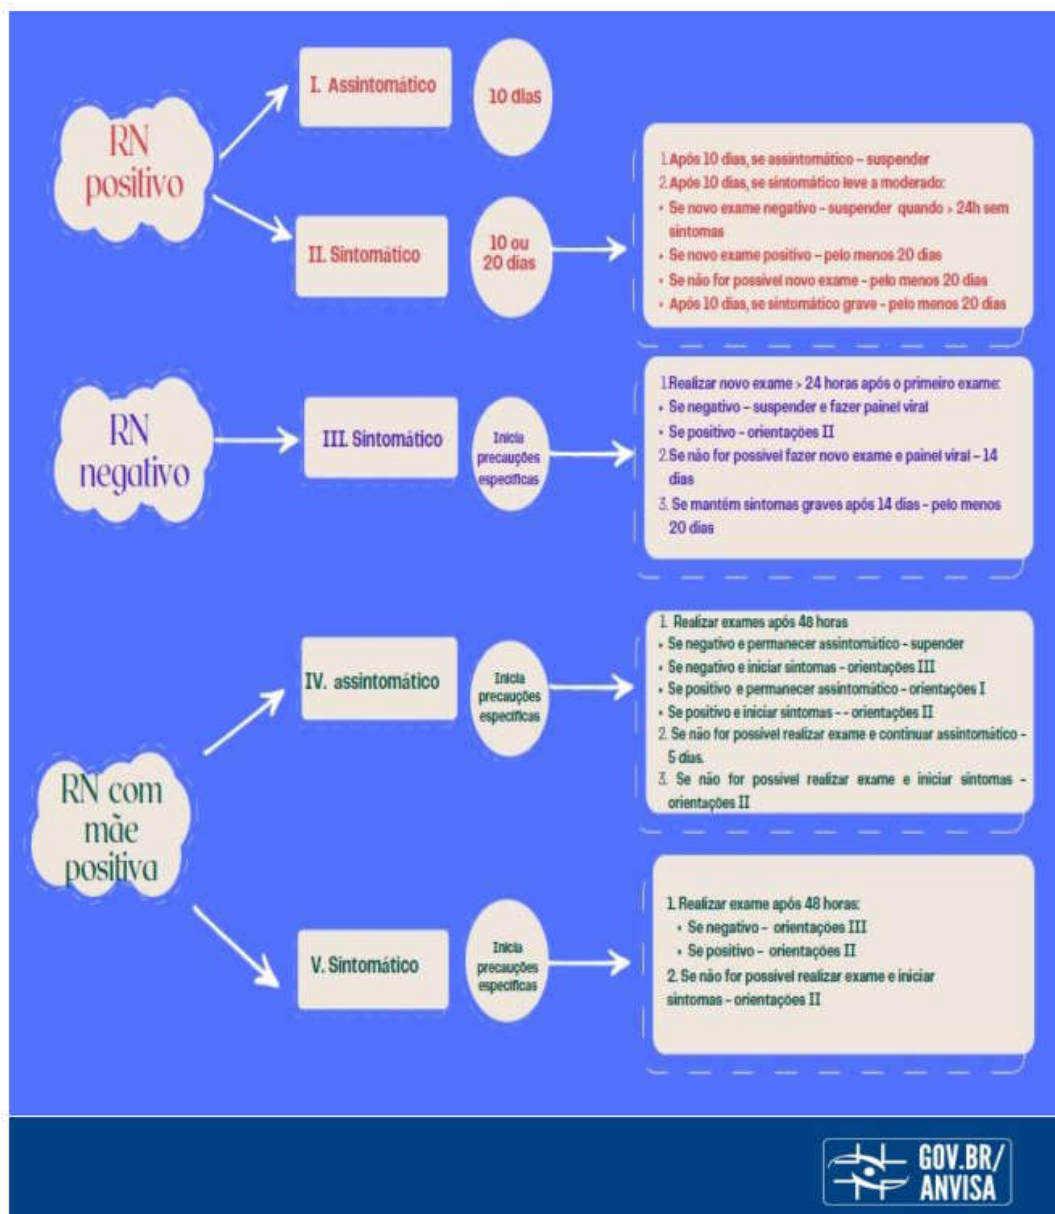 RN
positivo
I. Assintomático
10 dias
II. Sintomático
10 ou
20 dias
1. Após 10 dias, se assintomático – suspender
2. Após 10 dias, se sintomático leve a moderado:
• Se novo exame negativo – suspender quando > 24h sem
sintomas
• Se novo exame positivo – pelo menos 20 dias
• Se não for possível novo exame - pelo menos 20 dias
• Após 10 dias, se sintomático grave – pelo menos 20 dias
RN
negativo
III. Sintomático
Inicia
precauções
específicas
1. Realizar novo exame > 24 horas após o primeiro exame:
• Se negativo – suspender e fazer painel viral
• Se positivo – orientações II
2. Se não for possível fazer novo exame e painel viral – 14
dias
3. Se mantém sintomas graves após 14 dias – pelo menos
20 dias
RN com
mãe
positiva
IV. assintomático
Inicia
precauções
específicas
1. Realizar exames após 48 horas
• Se negativo e permanecer assintomático – supender
• Se negativo e iniciar sintomas – orientações III
• Se positivo e permanecer assintomático – orientações I
• Se positivo e iniciar sintomas - - orientações II
2. Se não for possível realizar exame e continuar assintomático –
5 dias.
3. Se não for possível realizar exame e iniciar sintomas –
orientações II
V. Sintomático
Inicia
precauções
específicas
1. Realizar exame após 48 horas:
• Se negativo – orientações III
• Se positivo – orientações II
2. Se não for possível realizar exame e iniciar
sintomas – orientações II
GOV.BR/
ANVISA